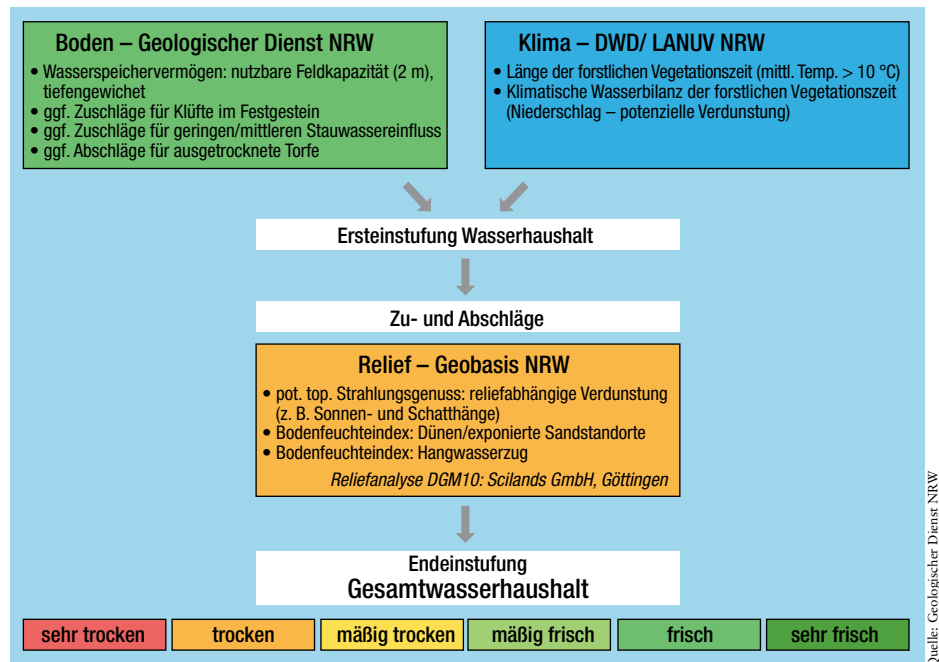 Boden – Geologischer Dienst NRW
• Wasserspeichervermögen: nutzbare Feldkapazität (2 m),
tiefengewichet
• ggf. Zuschläge für Klüfte im Festgestein
• ggf. Zuschläge für geringen/mittleren Stauwassereinfluss
• ggf. Abschläge für ausgetrocknete Torfe
Klima – DWD/ LANUV NRW
• Länge der forstlichen Vegetationszeit (mittl. Temp. > 10 °C)
• Klimatische Wasserbilanz der forstlichen Vegetationszeit
(Niederschlag – potenzielle Verdunstung)
Ersteinstufung Wasserhaushalt
Zu- und Abschläge
Relief – Geobasis NRW
• pot. top. Strahlungsgenuss: reliefabhängige Verdunstung
(z. B. Sonnen- und Schatthänge)
• Bodenfeuchteindex: Dünen/exponierte Sandstandorte
• Bodenfeuchteindex: Hangwasserzug
Reliefanalyse DGM10: Scilands GmbH, Göttingen
Endeinstufung
Gesamtwasserhaushalt
sehr trocken
trocken
mäßig trocken
mäßig frisch
frisch
sehr frisch
Quelle: Geologischer Dienst NRW